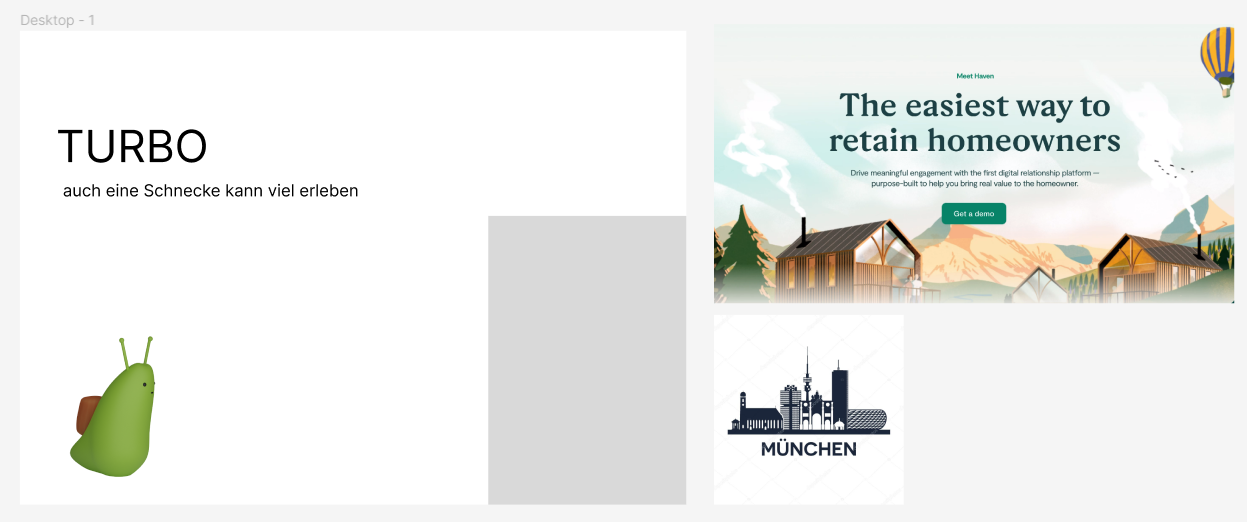 Desktop - 1
TURBO
auch eine Schnecke kann viel erleben
Meet Haven
The easiest way to
retain homeowners
Drive meaningful engagement with the first digital relationship platform —
purpose-built to help you bring real value to the homeowner.
Get a demo
MÜNCHEN